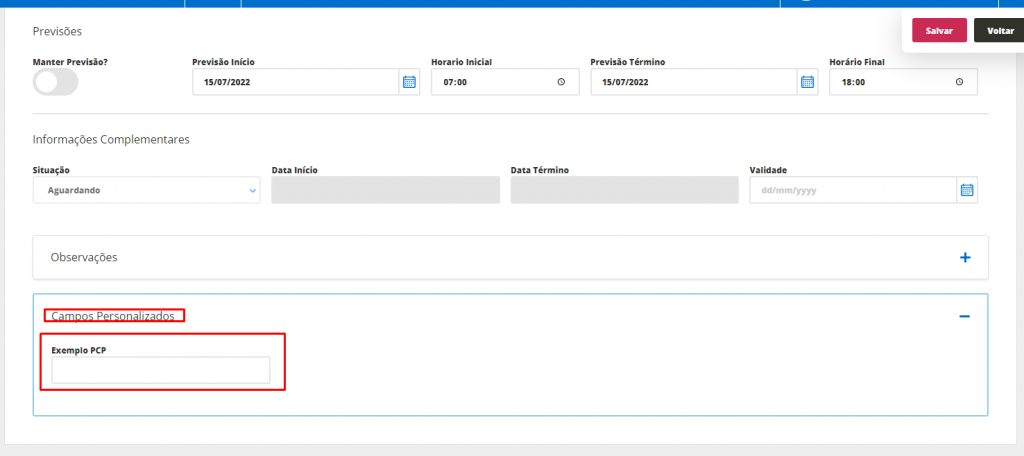 Previsões
Salvar
Voltar
Manter Previsão?
Previsão Início
Horario Inicial
Previsão Término
Horário Final
15/07/2022
07:00
15/07/2022
18:00
Informações Complementares
Situação
Data Início
Data Término
Validade
Aguardando
dd/mm/yyyy
Observações
Campos Personalizados
Exemplo PCP